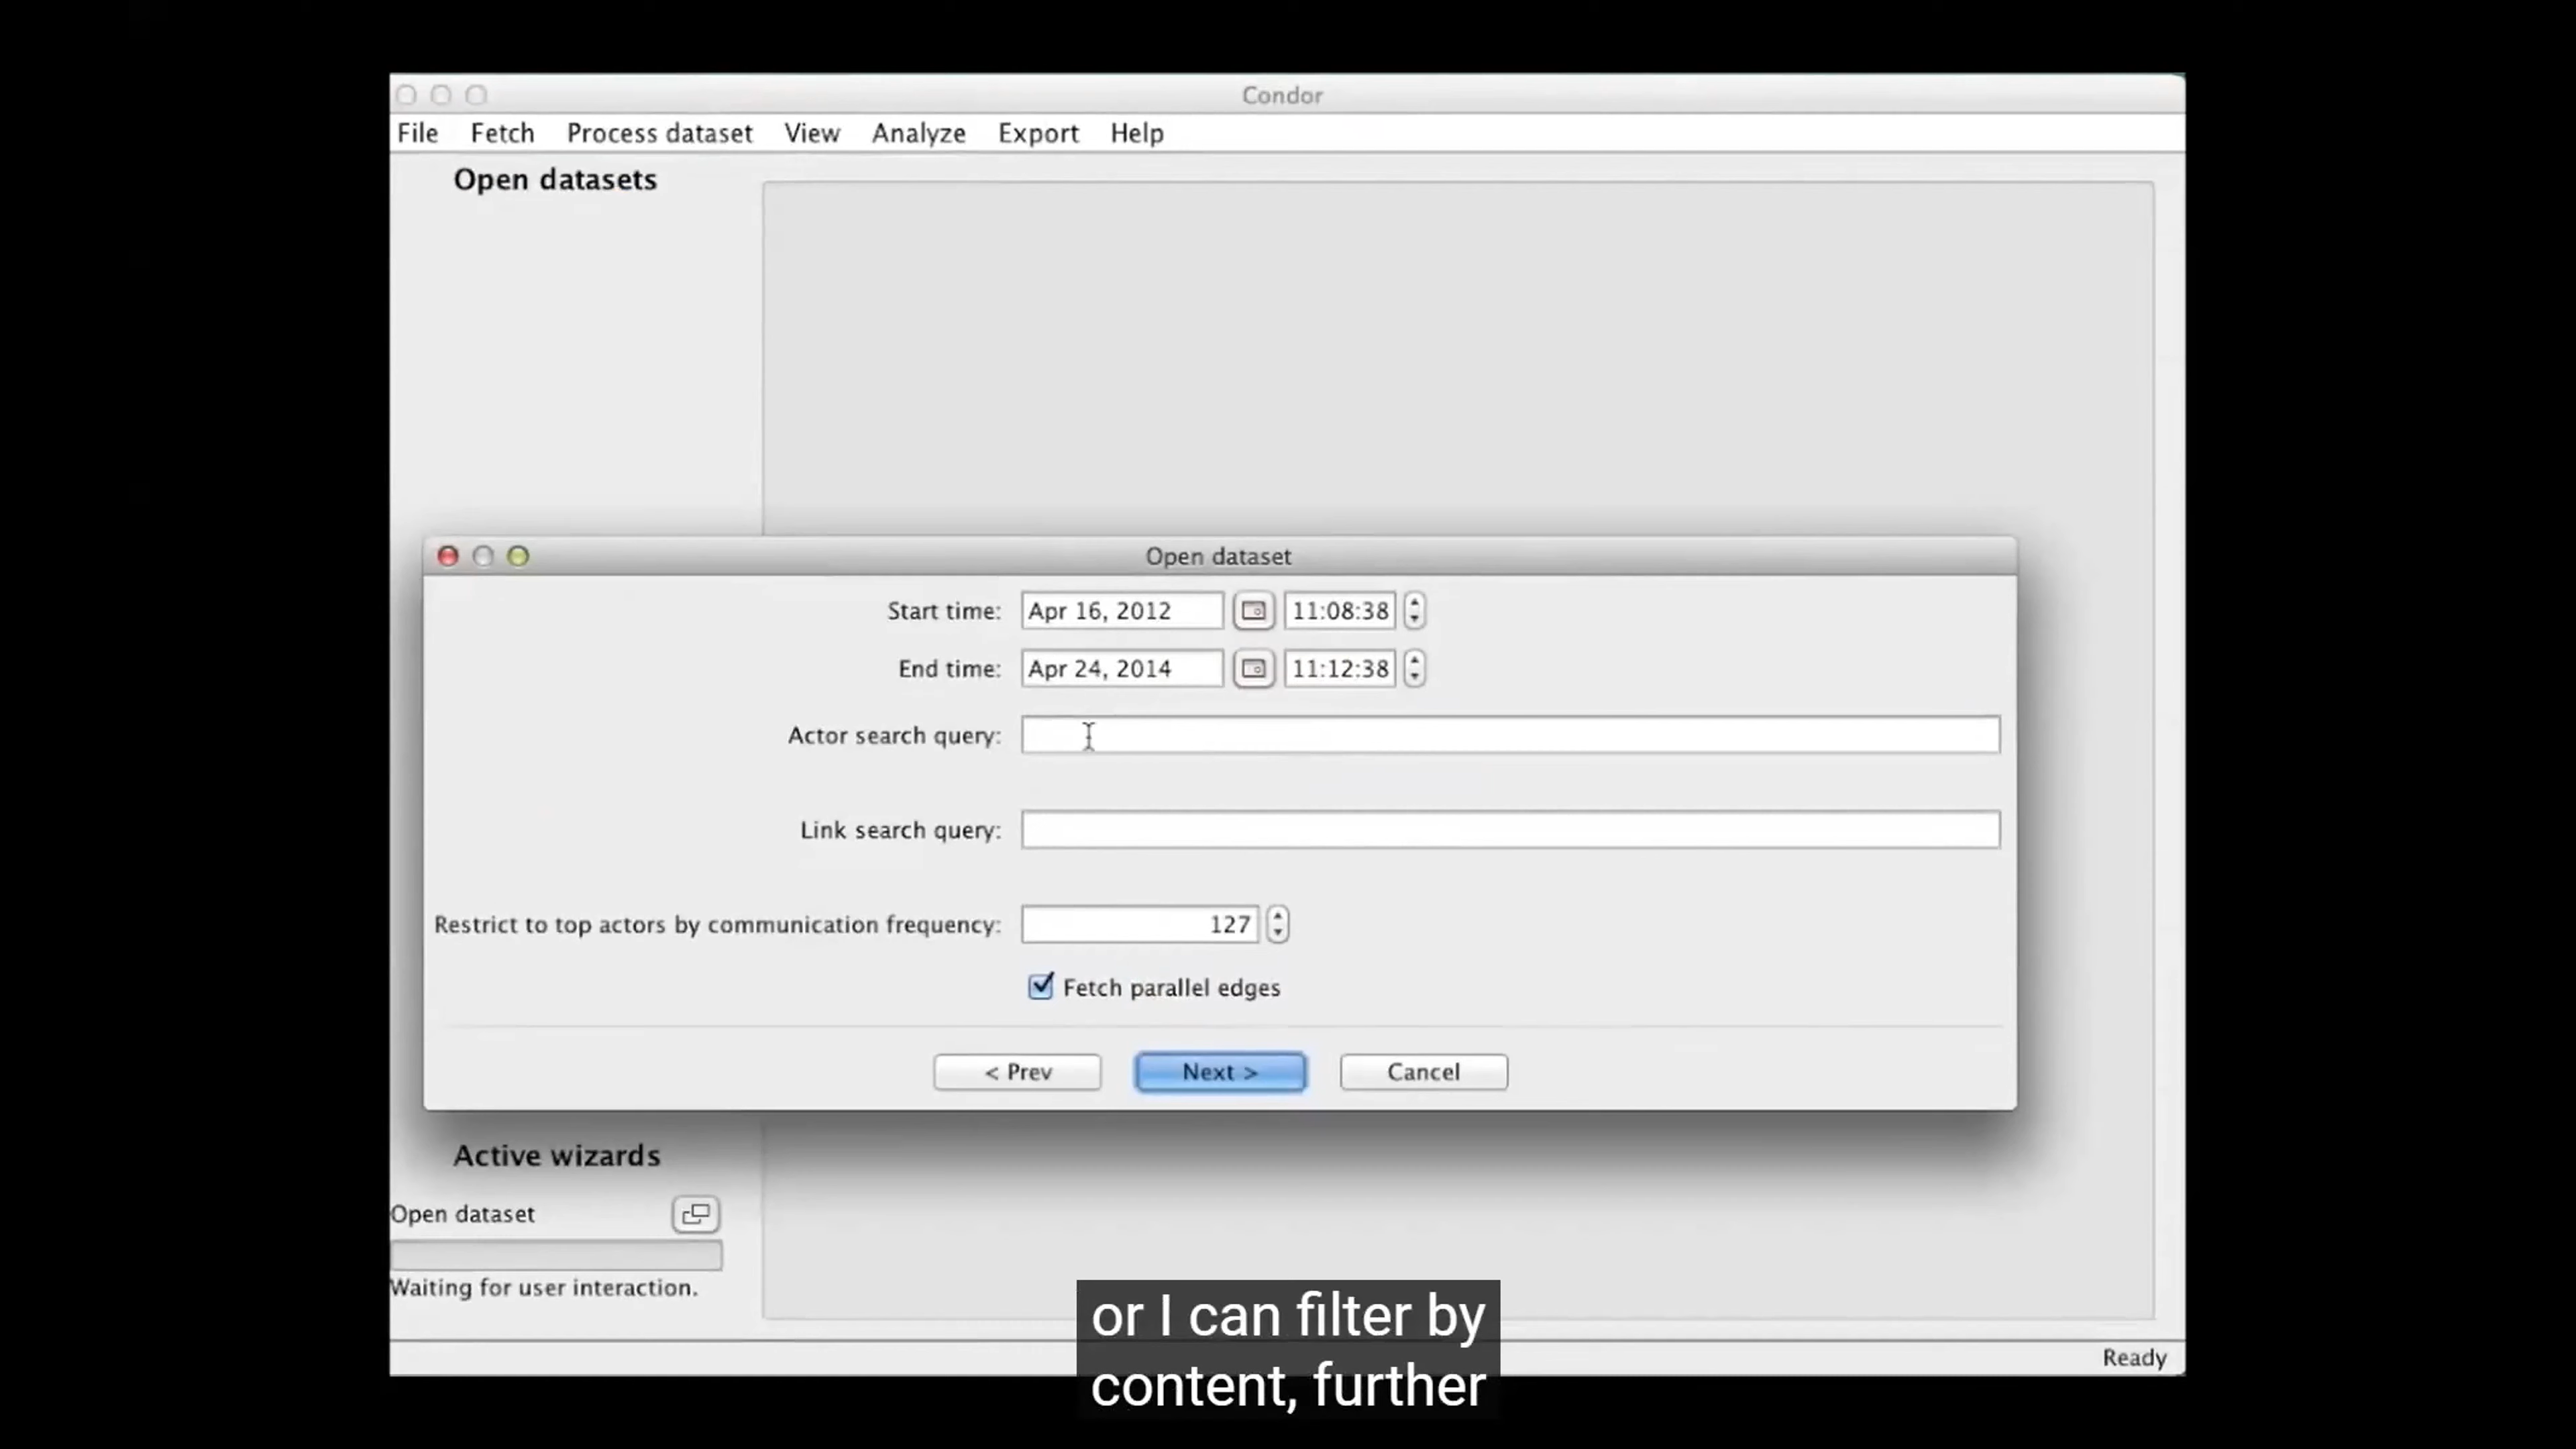 Condor
File Fetch Process dataset View Analyze Export Help
Open datasets
Open dataset
Start time: Apr 16, 2012 11:08:38
End time: Apr 24, 2014 11:12:38
Actor search query:
Link search query:
Restrict to top actors by communication frequency: 127
Fetch parallel edges
< Prev Next > Cancel
Active wizards
Open dataset
Waiting for user interaction.
or I can filter by
content, further
Ready